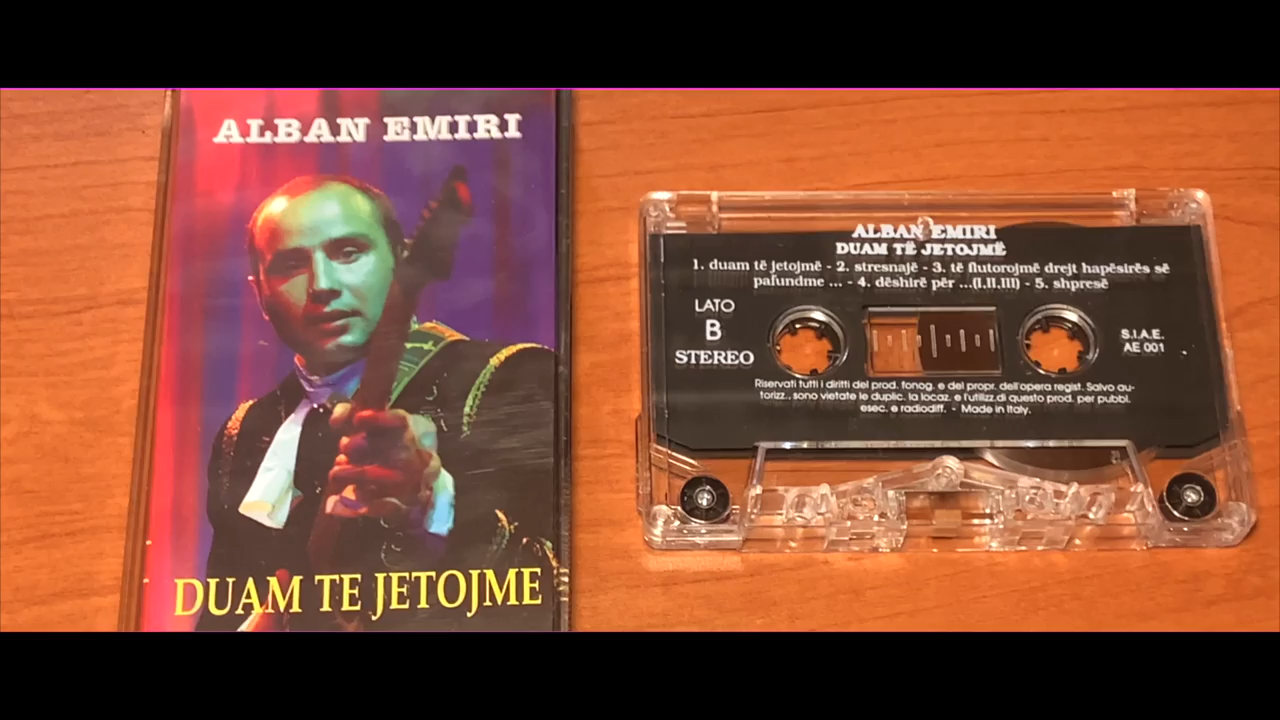 ALBAN EMIRI
DUAM TE JETOJME
ALBAN EMIRI
DUAM TË JETOJMË
1. duam të jetojmë - 2. stresnajë - 3. të flutorojmë drejt hapësirës së
pafundme ... - 4. dëshirë për ...(I,II,III) - 5. shpresë
LATO
B
STEREO
S.I.A.E.
AE 001
Riservati tutti i diritti del prod. fonog. e del propr. dell'opera regist. Salvo au-
torizz., sono vietate le duplic. la locaz. e l'utilizz.di questo prod. per pubbl.
esec. e radiodiff. - Made in Italy.